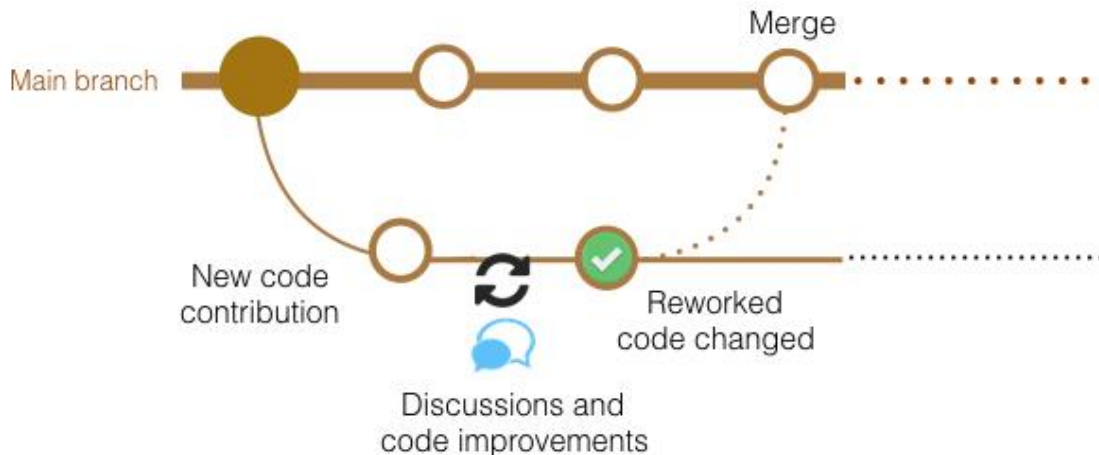 Merge
Main branch
New code
contribution
Reworked
code changed
Discussions and
code improvements